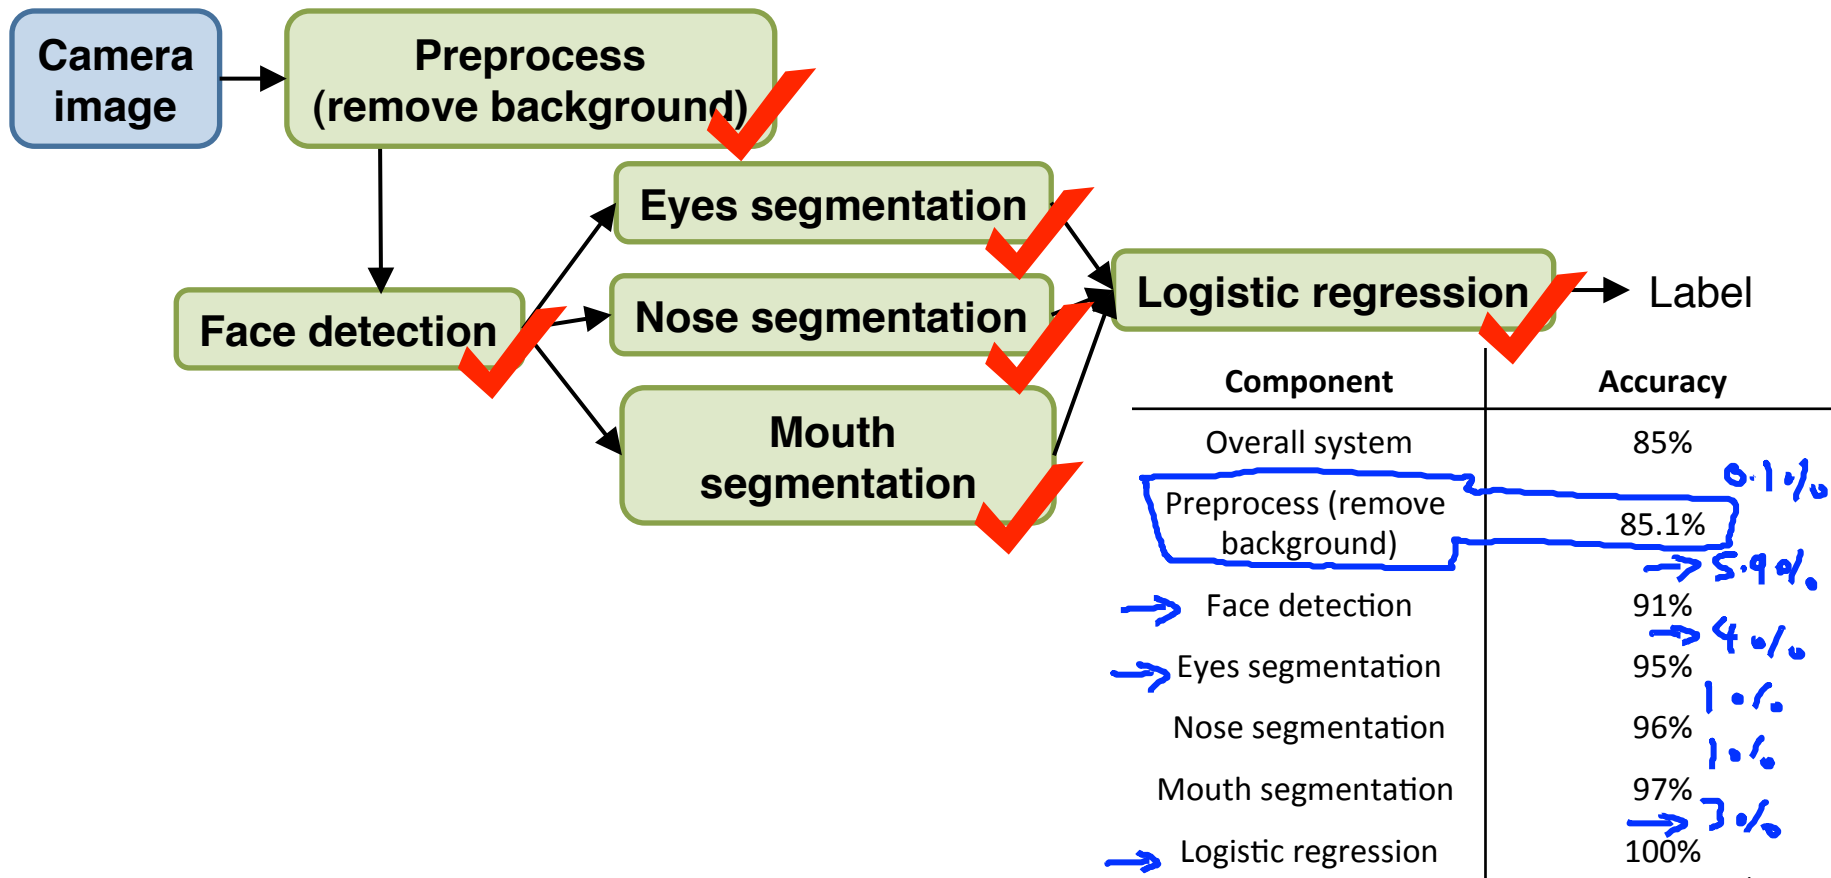 Camera
image
Preprocess
(remove background)
Eyes segmentation
Face detection
Nose segmentation
Mouth
segmentation
Logistic regression
Label
Component Accuracy
Overall system 85%
0.1%
Preprocess (remove
background) 85.1%
5.9%
Face detection 91%
4%
Eyes segmentation 95%
1%
Nose segmentation 96%
1%
Mouth segmentation 97%
3%
Logistic regression 100%